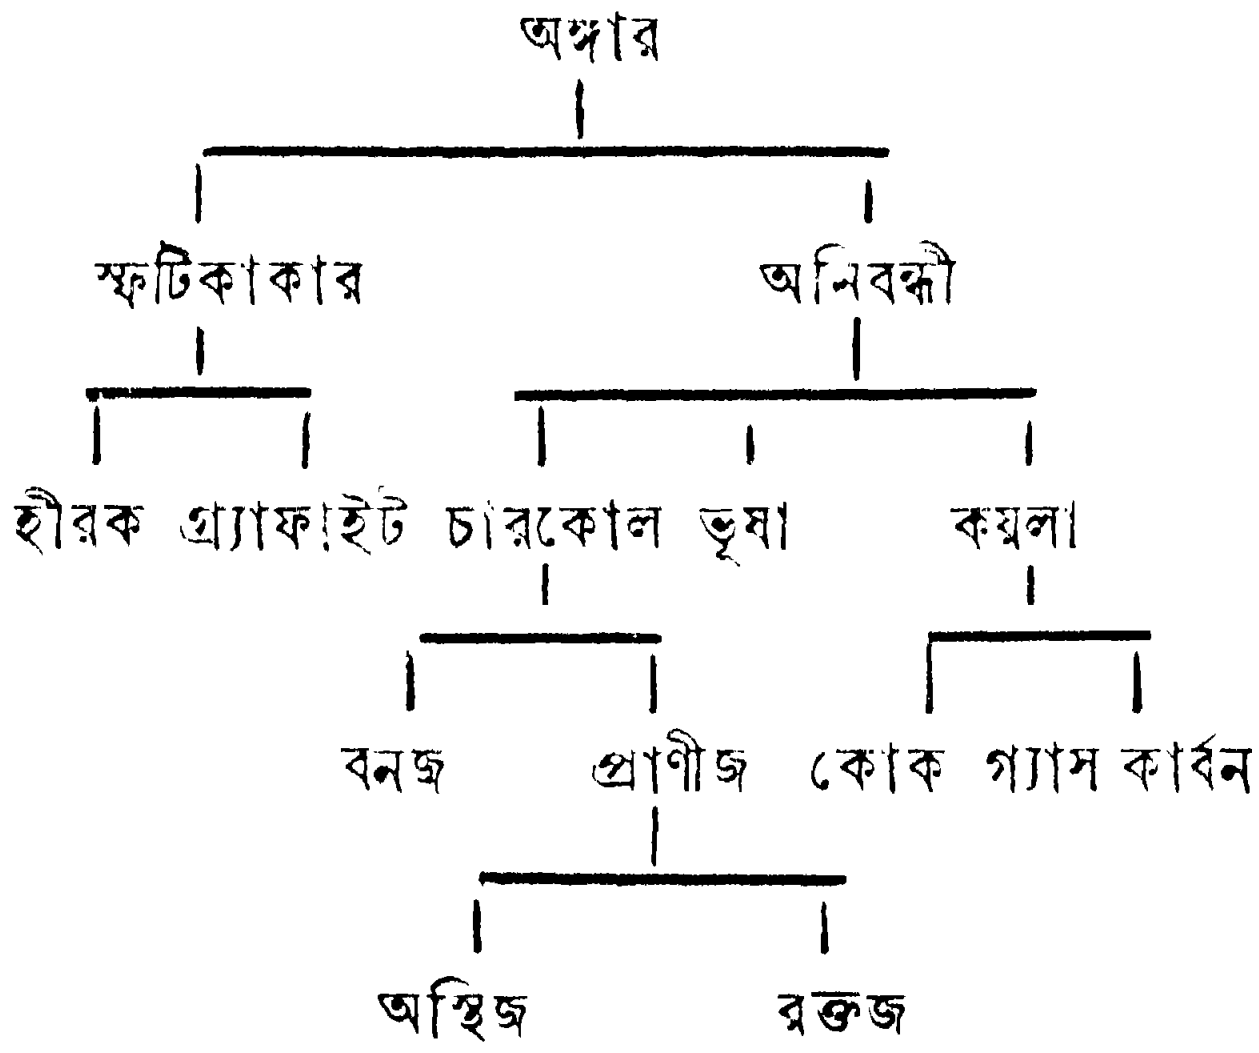 অঙ্গার
স্ফটিকাকার অনিবন্ধী
হীরক গ্র্যাফাইট চারকোল ভূষা কয়লা
বনজ প্রাণীজ কোক গ্যাস কার্বন
অস্থিজ রক্তজ